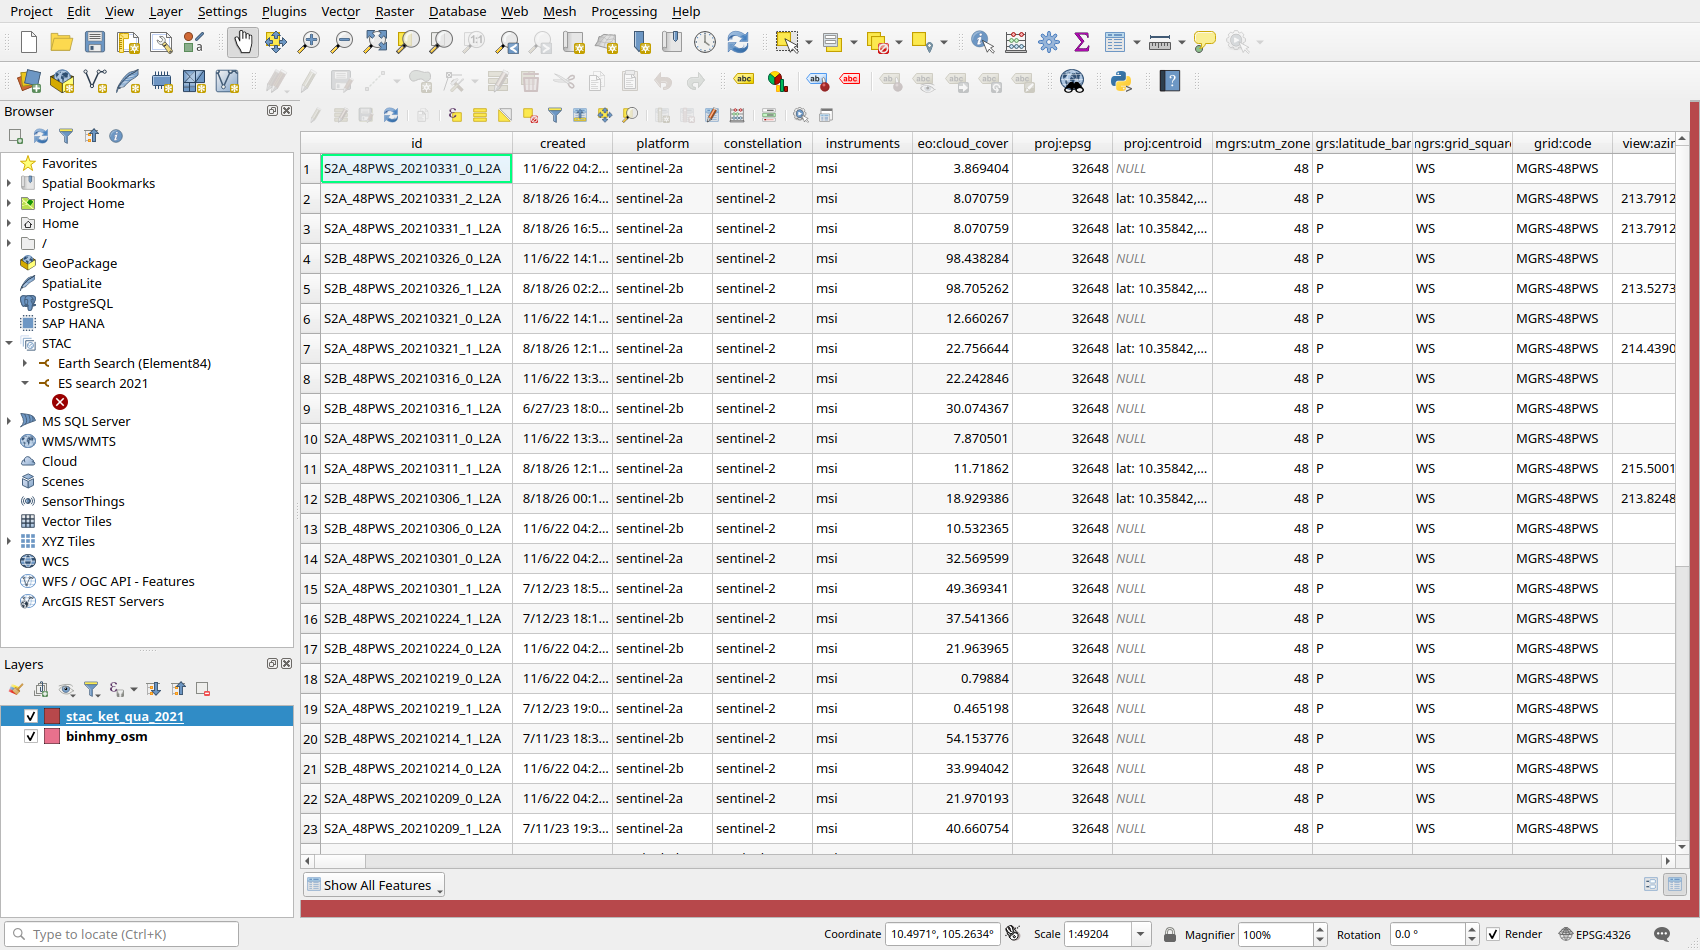 Project Edit View Layer Settings Plugins Vector Raster Database Web Mesh Processing Help
Browser
Favorites
Spatial Bookmarks
Project Home
Home
/
GeoPackage
SpatiaLite
PostgreSQL
SAP HANA
STAC
Earth Search (Element84)
ES search 2021
MS SQL Server
WMS/WMTS
Cloud
Scenes
SensorThings
Vector Tiles
XYZ Tiles
WCS
WFS / OGC API - Features
ArcGIS REST Servers
Layers
stac_ket_qua_2021
binhmy_osm
id created platform constellation instruments eo:cloud_cover proj:epsg proj:centroid mgrs:utm_zone grs:latitude_bar ngrs:grid_squar grid:code view:azir
1 S2A_48PWS_20210331_0_L2A 11/6/22 04:2... sentinel-2a sentinel-2 msi 3.869404 32648 NULL 48 P WS MGRS-48PWS
2 S2A_48PWS_20210331_2_L2A 8/18/26 16:4... sentinel-2a sentinel-2 msi 8.070759 32648 lat: 10.35842,... 48 P WS MGRS-48PWS 213.7912
3 S2A_48PWS_20210331_1_L2A 8/18/26 16:5... sentinel-2a sentinel-2 msi 8.070759 32648 lat: 10.35842,... 48 P WS MGRS-48PWS 213.7912
4 S2B_48PWS_20210326_0_L2A 11/6/22 14:1... sentinel-2b sentinel-2 msi 98.438284 32648 NULL 48 P WS MGRS-48PWS
5 S2B_48PWS_20210326_1_L2A 8/18/26 02:2... sentinel-2b sentinel-2 msi 98.705262 32648 lat: 10.35842,... 48 P WS MGRS-48PWS 213.5273
6 S2A_48PWS_20210321_0_L2A 11/6/22 14:1... sentinel-2a sentinel-2 msi 12.660267 32648 NULL 48 P WS MGRS-48PWS
7 S2A_48PWS_20210321_1_L2A 8/18/26 12:1... sentinel-2a sentinel-2 msi 22.756644 32648 lat: 10.35842,... 48 P WS MGRS-48PWS 214.4390
8 S2B_48PWS_20210316_0_L2A 11/6/22 13:3... sentinel-2b sentinel-2 msi 22.242846 32648 NULL 48 P WS MGRS-48PWS
9 S2B_48PWS_20210316_1_L2A 6/27/23 18:0... sentinel-2b sentinel-2 msi 30.074367 32648 NULL 48 P WS MGRS-48PWS
10 S2A_48PWS_20210311_0_L2A 11/6/22 13:3... sentinel-2a sentinel-2 msi 7.870501 32648 NULL 48 P WS MGRS-48PWS
11 S2A_48PWS_20210311_1_L2A 8/18/26 12:1... sentinel-2a sentinel-2 msi 11.71862 32648 lat: 10.35842,... 48 P WS MGRS-48PWS 215.5001
12 S2B_48PWS_20210306_1_L2A 8/18/26 00:1... sentinel-2b sentinel-2 msi 18.929386 32648 lat: 10.35842,... 48 P WS MGRS-48PWS 213.8248
13 S2B_48PWS_20210306_0_L2A 11/6/22 04:2... sentinel-2b sentinel-2 msi 10.532365 32648 NULL 48 P WS MGRS-48PWS
14 S2A_48PWS_20210301_0_L2A 11/6/22 04:2... sentinel-2a sentinel-2 msi 32.569599 32648 NULL 48 P WS MGRS-48PWS
15 S2A_48PWS_20210301_1_L2A 7/12/23 18:5... sentinel-2a sentinel-2 msi 49.369341 32648 NULL 48 P WS MGRS-48PWS
16 S2B_48PWS_20210224_1_L2A 7/12/23 18:1... sentinel-2b sentinel-2 msi 37.541366 32648 NULL 48 P WS MGRS-48PWS
17 S2B_48PWS_20210224_0_L2A 11/6/22 04:2... sentinel-2b sentinel-2 msi 21.963965 32648 NULL 48 P WS MGRS-48PWS
18 S2A_48PWS_20210219_0_L2A 11/6/22 04:2... sentinel-2a sentinel-2 msi 0.79884 32648 NULL 48 P WS MGRS-48PWS
19 S2A_48PWS_20210219_1_L2A 7/12/23 19:0... sentinel-2a sentinel-2 msi 0.465198 32648 NULL 48 P WS MGRS-48PWS
20 S2B_48PWS_20210214_1_L2A 7/11/23 18:3... sentinel-2b sentinel-2 msi 54.153776 32648 NULL 48 P WS MGRS-48PWS
21 S2B_48PWS_20210214_0_L2A 11/6/22 04:2... sentinel-2b sentinel-2 msi 33.994042 32648 NULL 48 P WS MGRS-48PWS
22 S2A_48PWS_20210209_0_L2A 11/6/22 04:2... sentinel-2a sentinel-2 msi 21.970193 32648 NULL 48 P WS MGRS-48PWS
23 S2A_48PWS_20210209_1_L2A 7/11/23 19:3... sentinel-2a sentinel-2 msi 40.660754 32648 NULL 48 P WS MGRS-48PWS
Show All Features
Type to locate (Ctrl+K) Coordinate 10.4971°, 105.2634° Scale 1:49204 Magnifier 100% Rotation 0.0 ° Render EPSG:4326